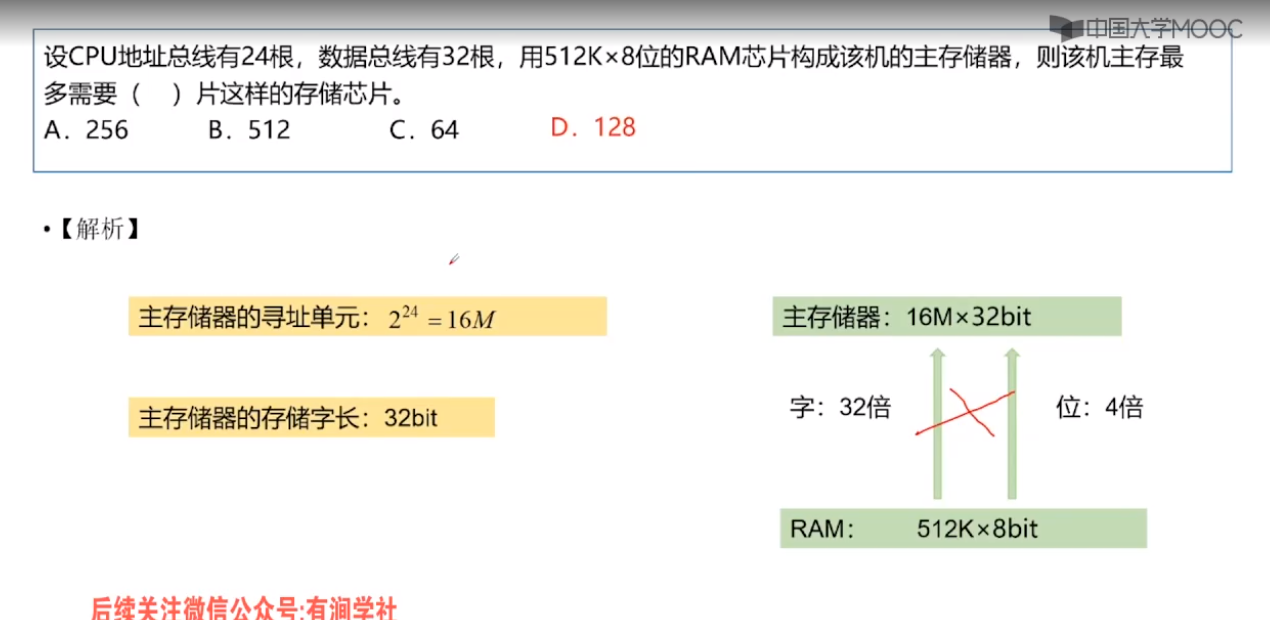 中国大学MOOC
设CPU地址总线有24根，数据总线有32根，用512K×8位的RAM芯片构成该机的主存储器，则该机主存最
多需要（　）片这样的存储芯片。
A．256　B．512　C．64　D．128
•【解析】
主存储器的寻址单元：2^24 =16M
主存储器：16M×32bit
字：32倍　位：4倍
主存储器的存储字长：32bit
RAM：　512K×8bit
后续关注微信公众号:有涧学社